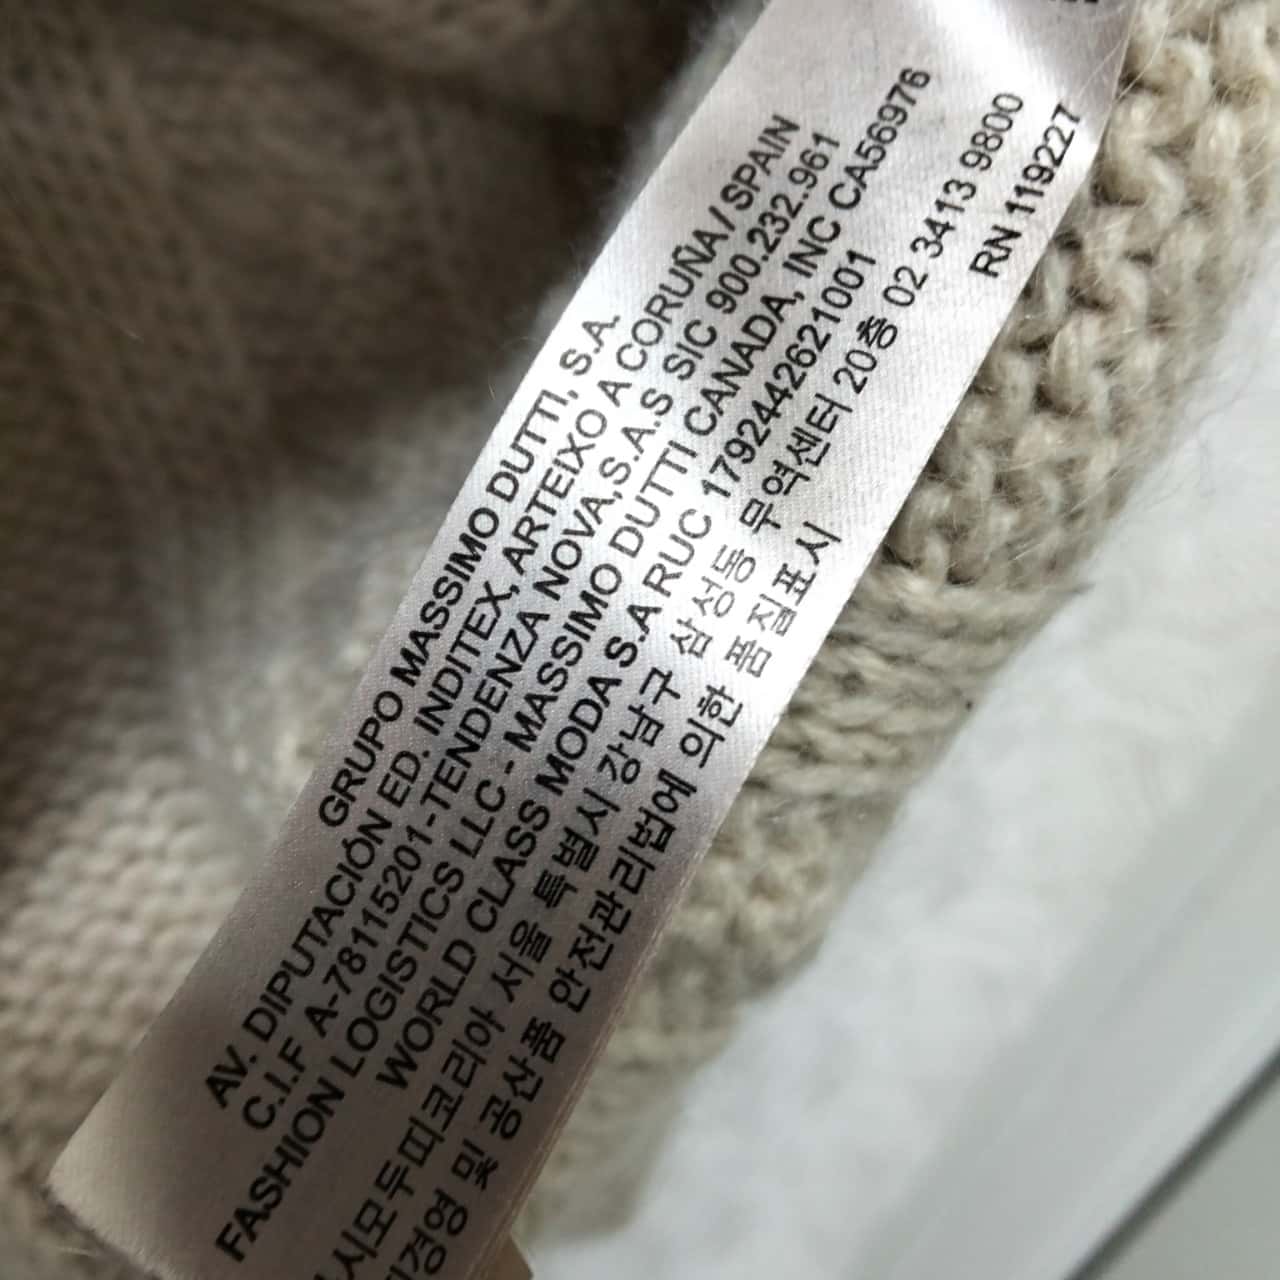 GRUPO MASSIMO DUTTI, S.A.
AV. DIPUTACIÓN ED. INDITEX, ARTEIXO A CORUÑA / SPAIN
C.I.F A-78115201-TENDENZA NOVA,S.A.S SIC 900.232.961
FASHION LOGISTICS LLC - MASSIMO DUTTI CANADA, INC CA56976
WORLD CLASS MODA S.A RUC 1792442621001
시모두띠코리아 서울 특별시 강남구 삼성동 무역센터 20층 02 3413 9800
경영 및 공산품 안전관리법에 의한 품질표시
RN 119227